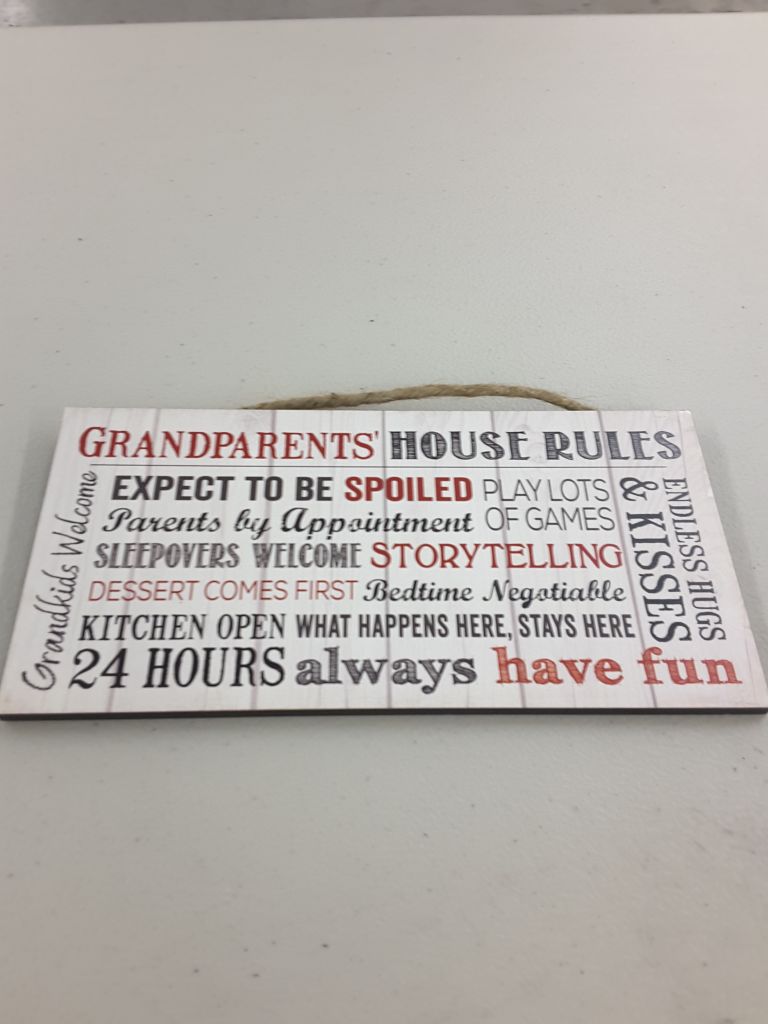 GRANDPARENTS' HOUSE RULES
Grandkids Welcome
EXPECT TO BE SPOILED
PLAY LOTS
OF GAMES
Parents by Appointment
SLEEPOVERS WELCOME STORYTELLING
DESSERT COMES FIRST Bedtime Negotiable
KITCHEN OPEN
24 HOURS
WHAT HAPPENS HERE, STAYS HERE
ENDLESS HUGS
& KISSES
always have fun